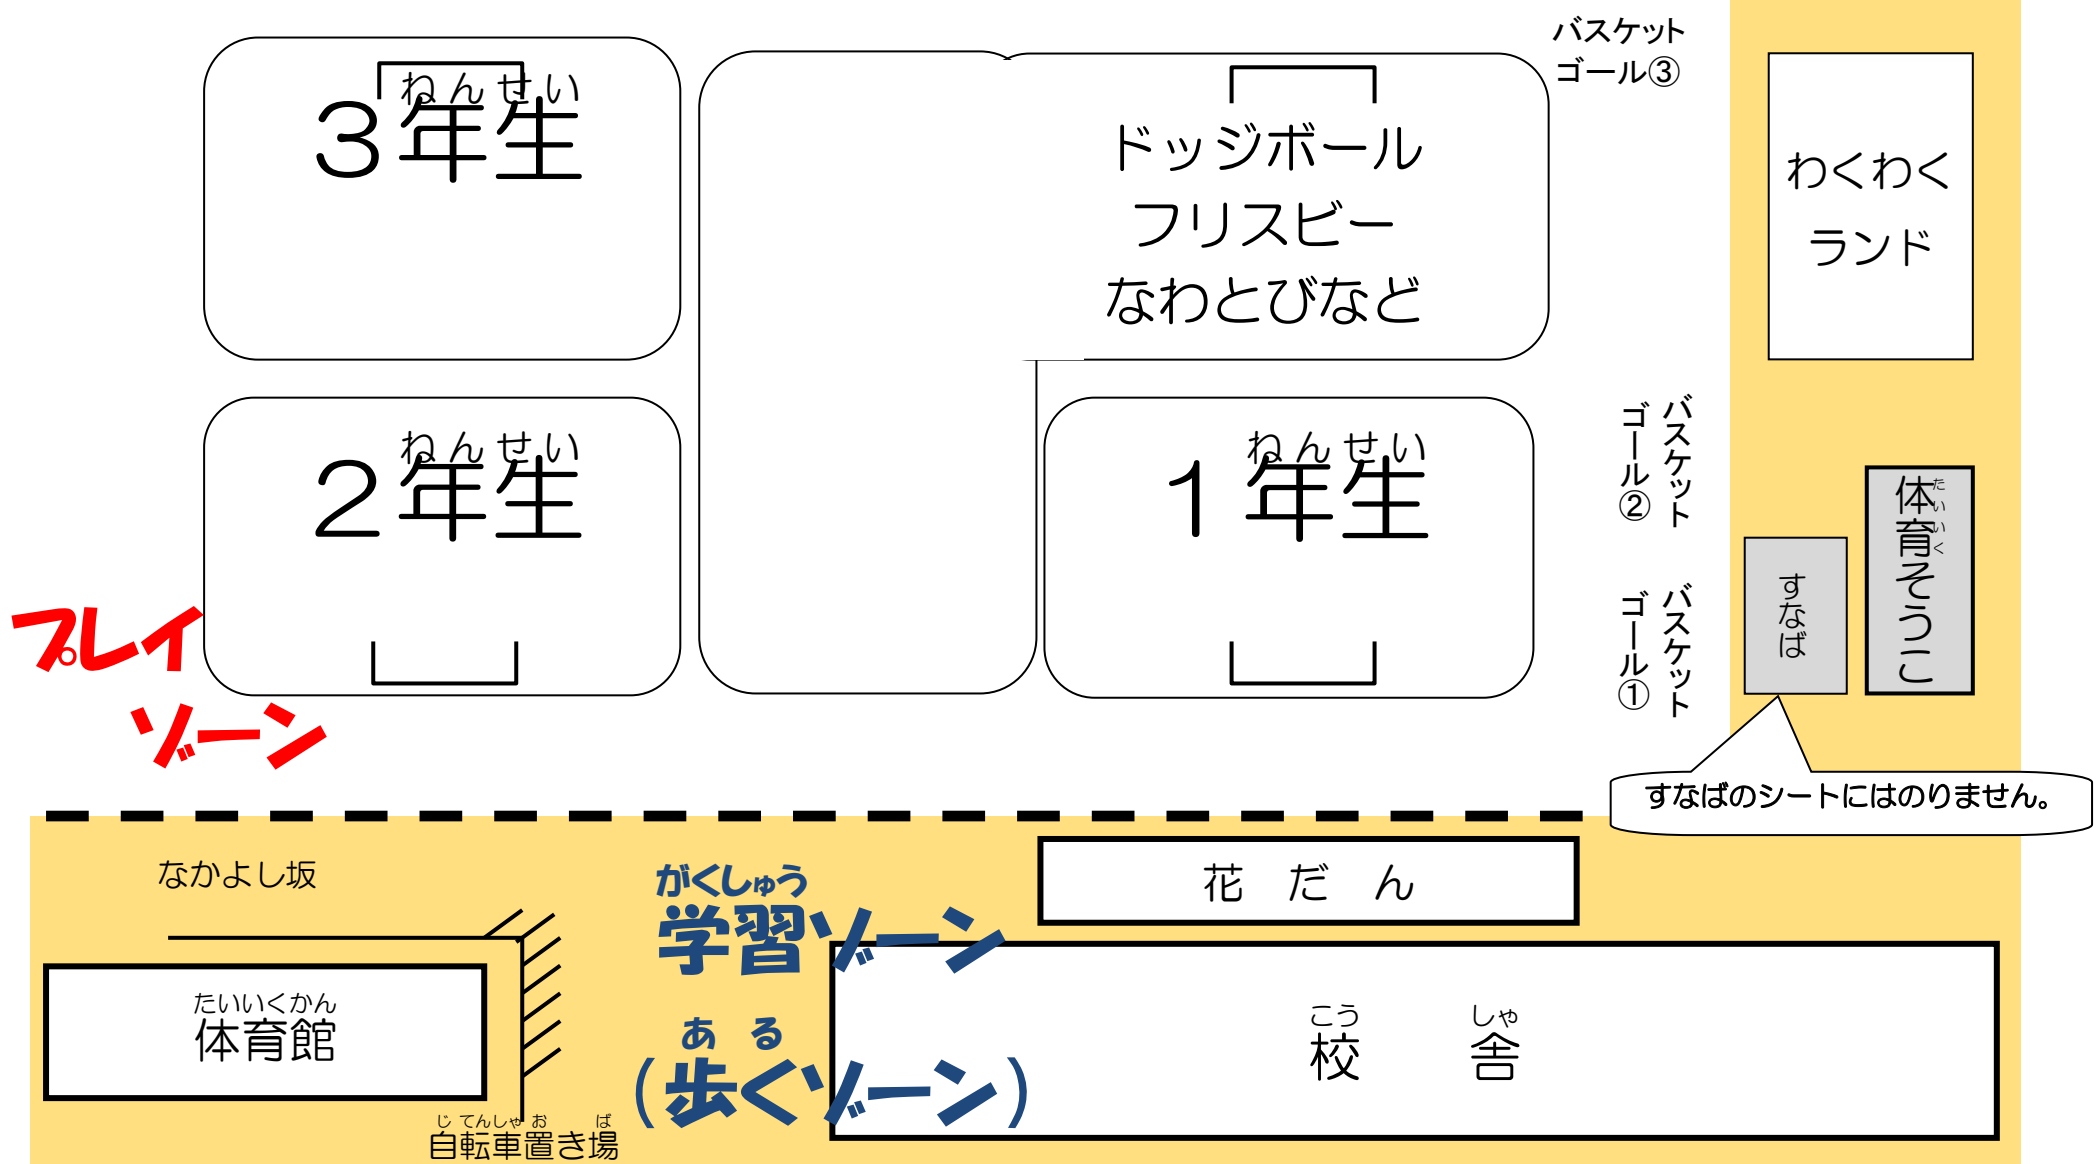 バスケット
ゴール③
ねんせい
３年生
ドッジボール
フリスビー
なわとびなど
わくわく
ランド
ねんせい
２年生
ねんせい
１年生
バスケット
ゴール②
バスケット
ゴール①
たいいく
体育そうこ
すなば
プレイ
ゾーン
すなばのシートにはのりません。
なかよし坂
がくしゅう
学習ゾーン
花だん
たいいくかん
体育館
ある
（歩くゾーン）
こうしゃ
校舎
じてんしゃおば
自転車置き場